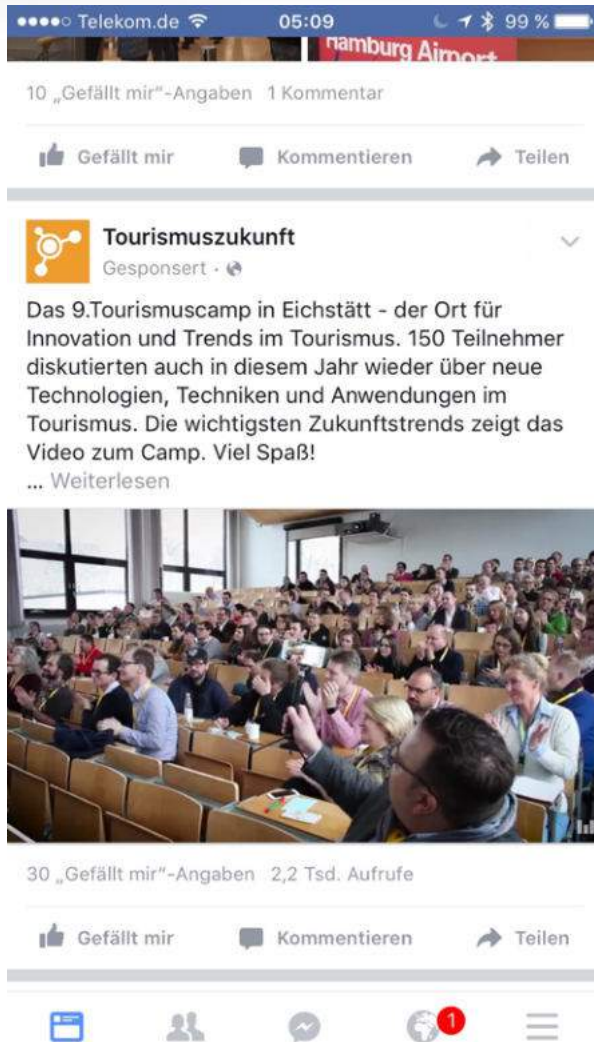 Telekom.de 05:09 99 %
Hamburg Airport
10 „Gefällt mir“-Angaben 1 Kommentar
Gefällt mir Kommentieren Teilen
Tourismuszukunft
Gesponsert ·
Das 9.Tourismuscamp in Eichstätt - der Ort für
Innovation und Trends im Tourismus. 150 Teilnehmer
diskutierten auch in diesem Jahr wieder über neue
Technologien, Techniken und Anwendungen im
Tourismus. Die wichtigsten Zukunftstrends zeigt das
Video zum Camp. Viel Spaß!
... Weiterlesen
30 „Gefällt mir“-Angaben 2,2 Tsd. Aufrufe
Gefällt mir Kommentieren Teilen
1